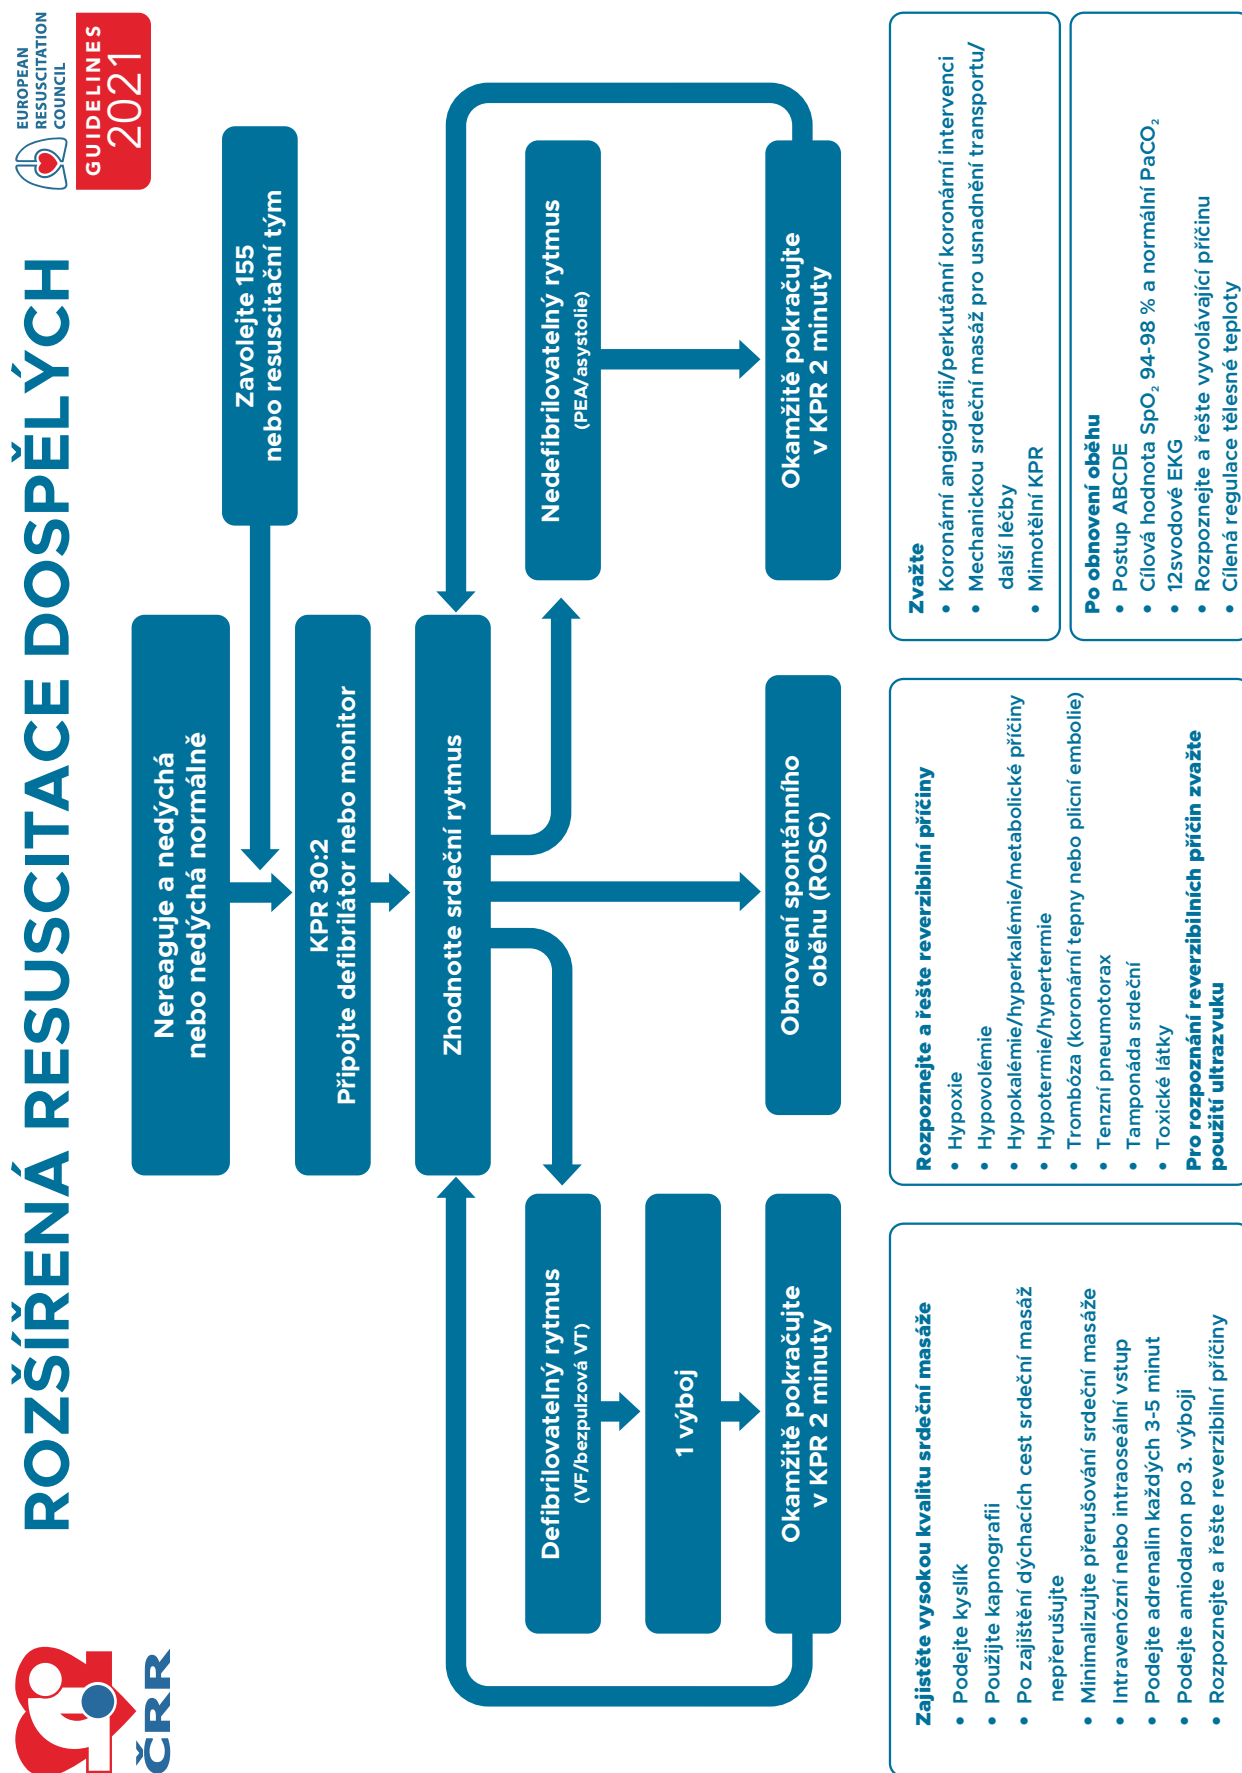 ČRR
ROZŠÍŘENÁ RESUSCITACE DOSPĚLÝCH
EUROPEAN
RESUSCITATION
COUNCIL
GUIDELINES
2021
Nereaguje a nedýchá
nebo nedýchá normálně
Zavolejte 155
nebo resuscitační tým
KPR 30:2
Připojte defibrilátor nebo monitor
Zhodnoťte srdeční rytmus
Defibrilovatelný rytmus
(VF/bezpulzová VT)
1 výboj
Okamžitě pokračujte
v KPR 2 minuty
Obnovení spontánního
oběhu (ROSC)
Nedefibrilovatelný rytmus
(PEA/asystolie)
Okamžitě pokračujte
v KPR 2 minuty
Zajistěte vysokou kvalitu srdeční masáže
• Podejte kyslík
• Použijte kapnografii
• Po zajištění dýchacích cest srdeční masáž
nepřerušujte
• Minimalizujte přerušování srdeční masáže
• Intravenózní nebo intraoseální vstup
• Podejte adrenalin každých 3-5 minut
• Podejte amiodaron po 3. výboji
• Rozpoznejte a řešte reverzibilní příčiny
Rozpoznejte a řešte reverzibilní příčiny
• Hypoxie
• Hypovolémie
• Hypokalémie/hyperkalémie/metabolické příčiny
• Hypotermie/hypertermie
• Trombóza (koronární tepny nebo plicní embolie)
• Tenzní pneumotorax
• Tamponáda srdeční
• Toxické látky
Pro rozpoznání reverzibilních příčin zvažte
použití ultrazvuku
Zvažte
• Koronární angiografii/perkutánní koronární intervenci
• Mechanickou srdeční masáž pro usnadnění transportu/
další léčby
• Mimotělní KPR
Po obnovení oběhu
• Postup ABCDE
• Cílová hodnota SpO₂ 94-98 % a normální PaCO₂
• 12svodové EKG
• Rozpoznejte a řešte vyvolávající příčinu
• Cílená regulace tělesné teploty